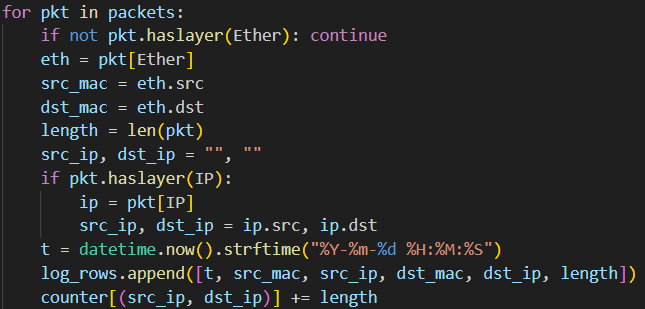 for pkt in packets:
    if not pkt.haslayer(Ether): continue
    eth = pkt[Ether]
    src_mac = eth.src
    dst_mac = eth.dst
    length = len(pkt)
    src_ip, dst_ip = "", ""
    if pkt.haslayer(IP):
        ip = pkt[IP]
        src_ip, dst_ip = ip.src, ip.dst
    t = datetime.now().strftime("%Y-%m-%d %H:%M:%S")
    log_rows.append([t, src_mac, src_ip, dst_mac, dst_ip, length])
    counter[(src_ip, dst_ip)] += length